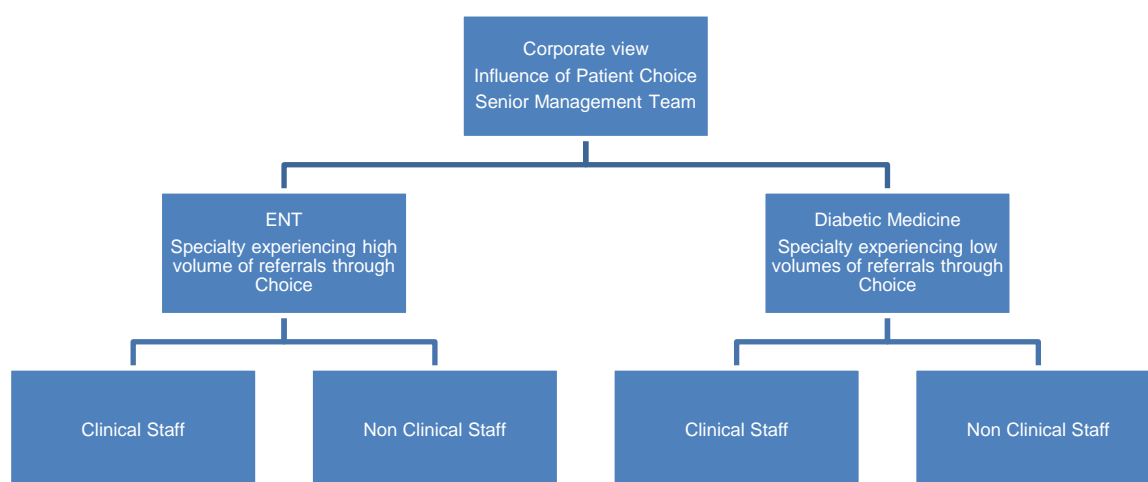 Corporate view
Influence of Patient Choice
Senior Management Team
ENT
Specialty experiencing high
volume of referrals through
Choice
Diabetic Medicine
Specialty experiencing low
volumes of referrals through
Choice
Clinical Staff
Non Clinical Staff
Clinical Staff
Non Clinical Staff